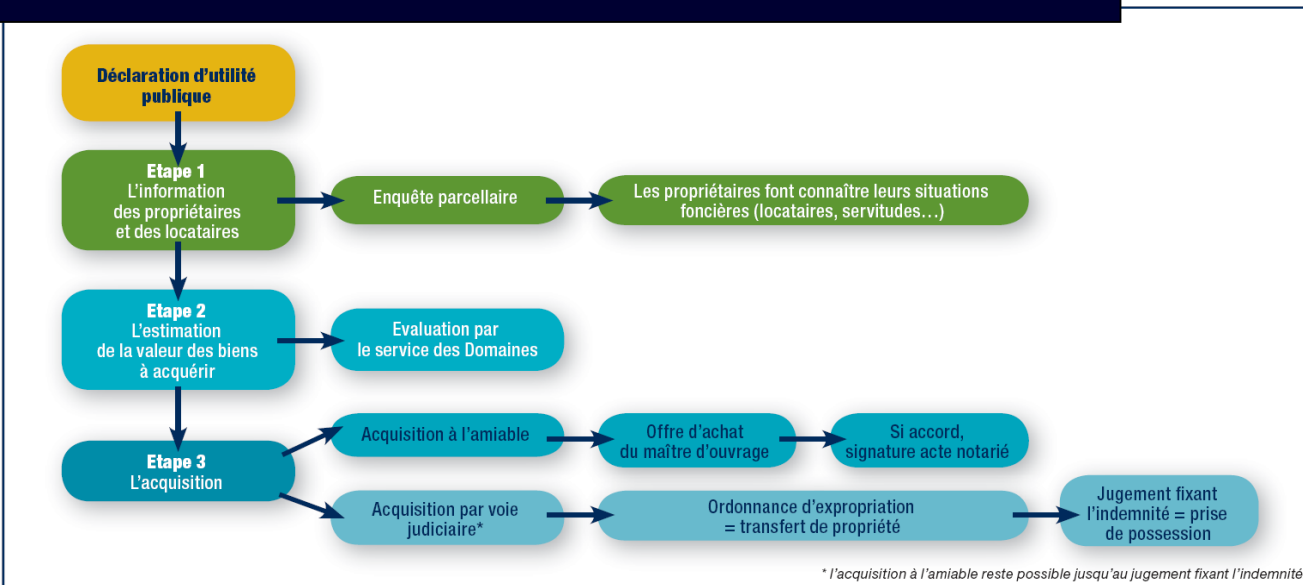 Déclaration d'utilité
publique
Etape 1
L'information
des propriétaires
et des locataires
Enquête parcellaire
Les propriétaires font connaître leurs situations
foncières (locataires, servitudes…)
Etape 2
L'estimation
de la valeur des biens
à acquérir
Evaluation par
le service des Domaines
Etape 3
L'acquisition
Acquisition à l'amiable
Offre d'achat
du maître d'ouvrage
Si accord,
signature acte notarié
Acquisition par voie
judiciaire*
Ordonnance d'expropriation
= transfert de propriété
Jugement fixant
l'indemnité = prise
de possession
* l'acquisition à l'amiable reste possible jusqu'au jugement fixant l'indemnité